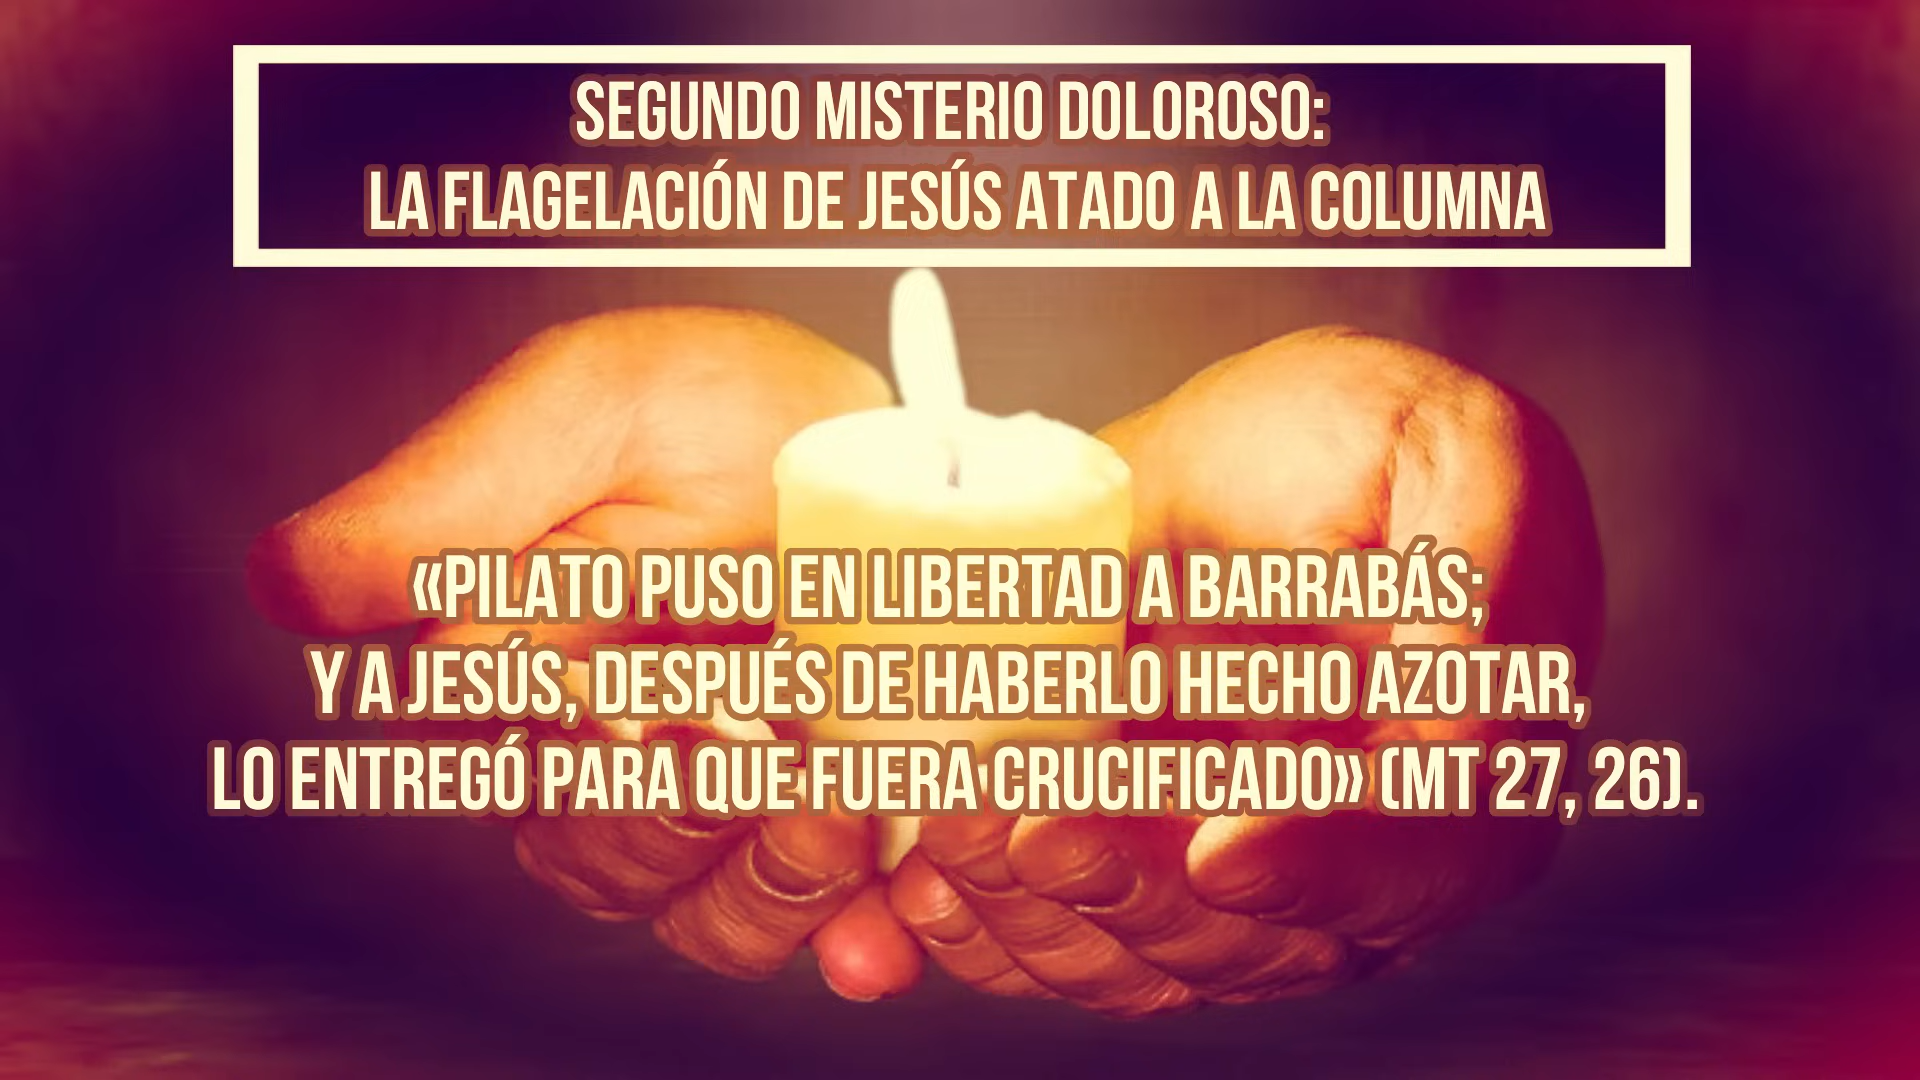 SEGUNDO MISTERIO DOLOROSO:
LA FLAGELACIÓN DE JESÚS ATADO A LA COLUMNA
«PILATO PUSO EN LIBERTAD A BARRABÁS;
Y A JESÚS, DESPUÉS DE HABERLO HECHO AZOTAR,
LO ENTREGÓ PARA QUE FUERA CRUCIFICADO» (MT 27, 26).